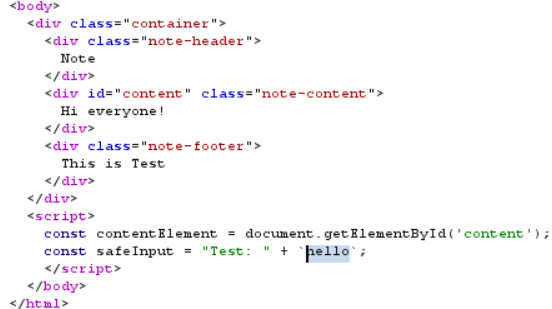 <body>
<div class="container">
<div class="note-header">
Note
</div>
<div id="content" class="note-content">
Hi everyone!
</div>
<div class="note-footer">
This is Test
</div>
</div>
<script>
const contentElement = document.getElementById('content');
const safeInput = "Test: " + `hello`;
</script>
</body>
</html>